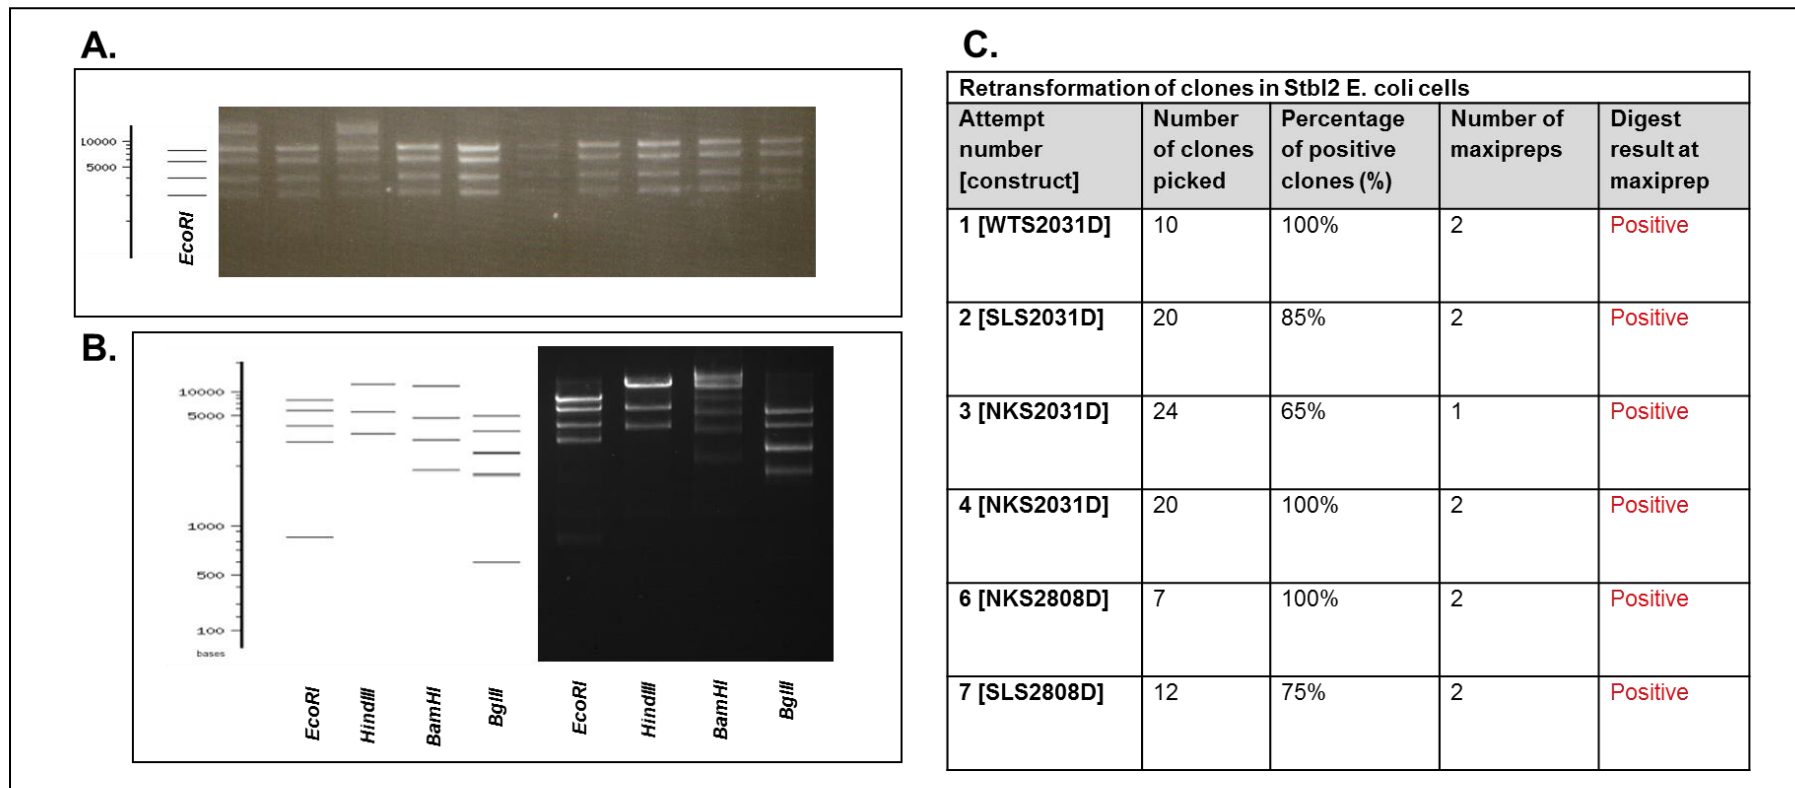 A.
10000
5000
EcoRI
B.
10000
5000
1000
500
100
bases
EcoRI
HindIII
BamHI
BglII
EcoRI
HindIII
BamHI
BglII
C.
Retransformation of clones in Stbl2 E. coli cells
Attempt number [construct]
Number of clones picked
Percentage of positive clones (%)
Number of maxipreps
Digest result at maxiprep
1 [WTS2031D] 10 100% 2 Positive
2 [SLS2031D] 20 85% 2 Positive
3 [NKS2031D] 24 65% 1 Positive
4 [NKS2031D] 20 100% 2 Positive
6 [NKS2808D] 7 100% 2 Positive
7 [SLS2808D] 12 75% 2 Positive